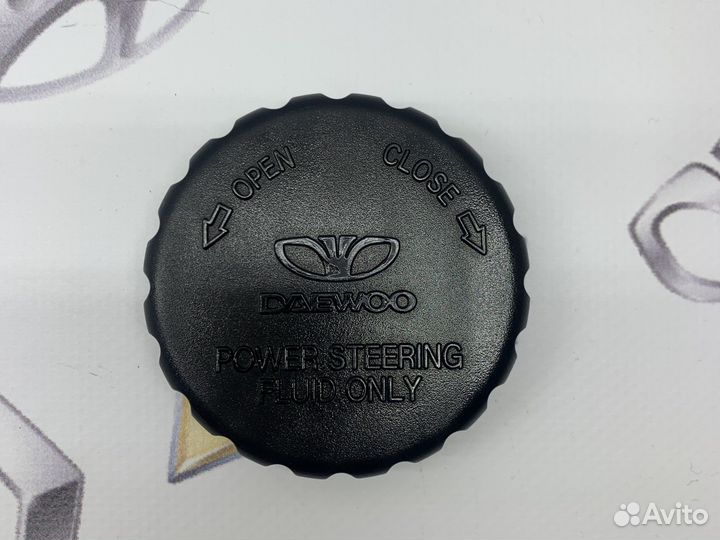 OPEN
CLOSE
DAEWOO
POWER STEERING
FLUID ONLY
Avito